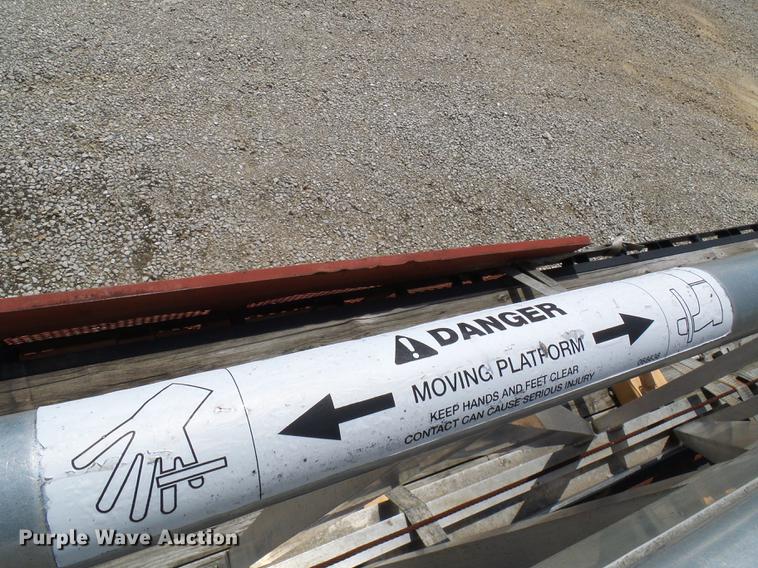 DANGER
MOVING PLATFORM
KEEP HANDS AND FEET CLEAR
CONTACT CAN CAUSE SERIOUS INJURY
Purple Wave Auction